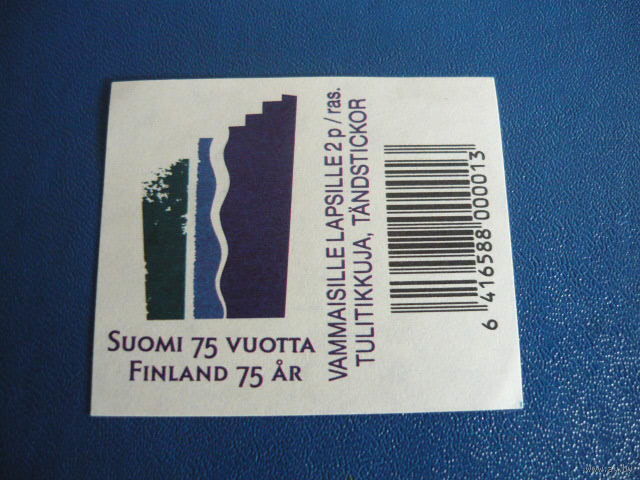 SUOMI 75 VUOTTA
FINLAND 75 ÅR
VAMMAISILLE LAPSILLE 2 p / ras.
TULITIKKUJA, TÄNDSTICKOR
6 416588 000013